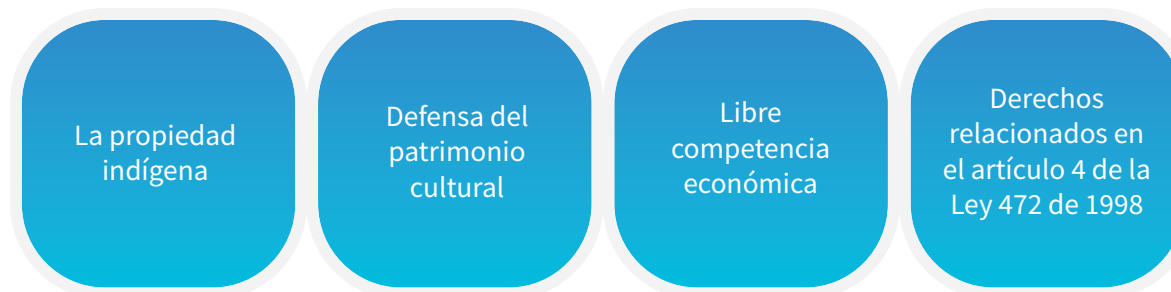 La propiedad
indígena
Defensa del
patrimonio
cultural
Libre
competencia
económica
Derechos
relacionados en
el artículo 4 de la
Ley 472 de 1998